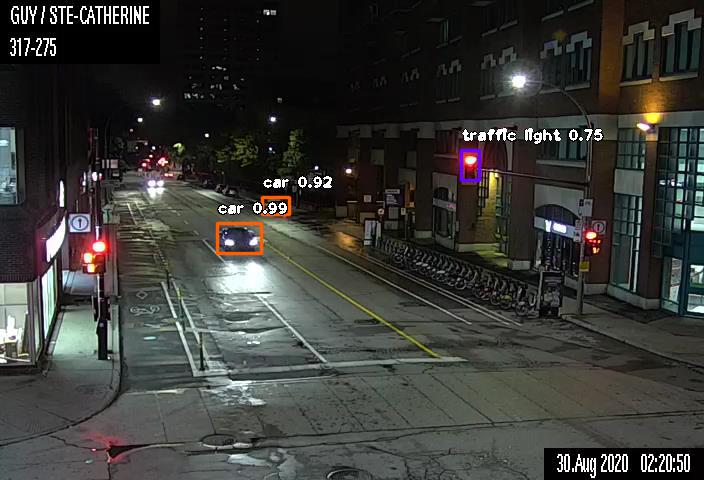 GUY / STE-CATHERINE
317-275
traffic light 0.75
car 0.92
car 0.99
30.Aug 2020 02:20:50